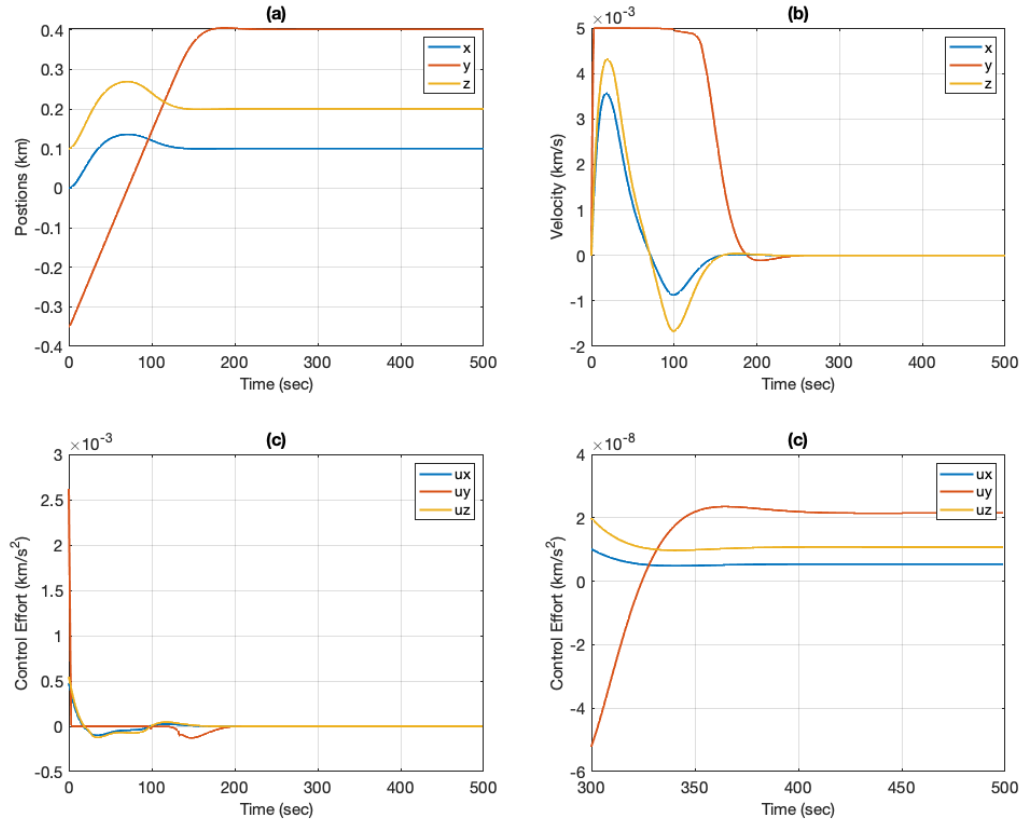 (a)
0.4
0.3
0.2
0.1
0
-0.1
-0.2
-0.3
-0.4
Postions (km)
x
y
z
0 100 200 300 400 500
Time (sec)
(b)
×10⁻³
5
4
3
2
1
0
-1
-2
Velocity (km/s)
x
y
z
0 100 200 300 400 500
Time (sec)
(c)
×10⁻³
3
2.5
2
1.5
1
0.5
0
-0.5
Control Effort (km/s²)
ux
uy
uz
0 100 200 300 400 500
Time (sec)
(c)
×10⁻⁸
4
2
0
-2
-4
-6
Control Effort (km/s²)
ux
uy
uz
300 350 400 450 500
Time (sec)